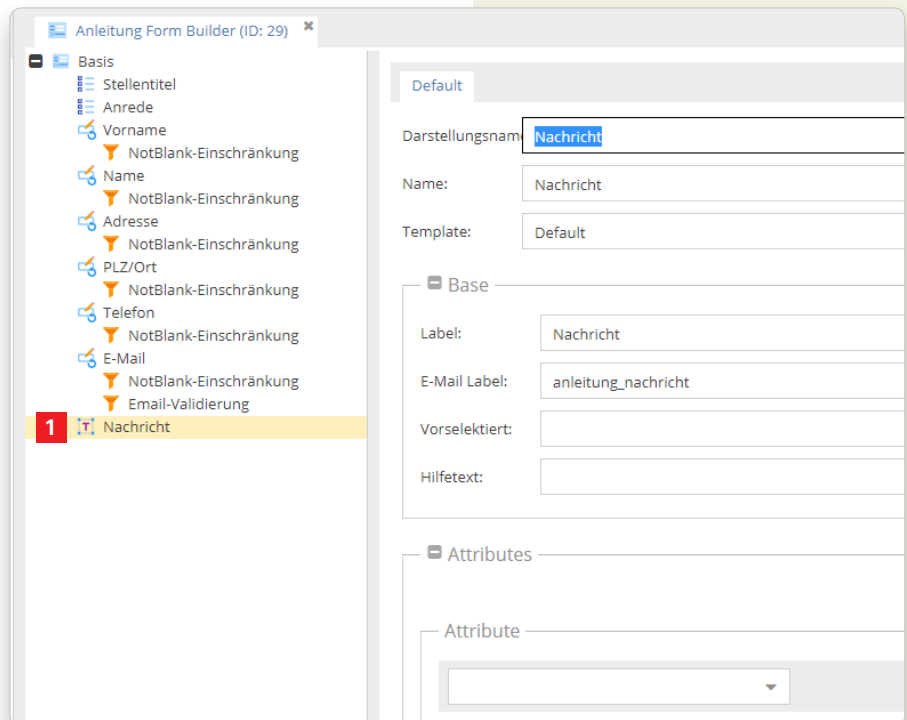 Anleitung Form Builder (ID: 29)
Basis
Stellentitel
Anrede
Vorname
NotBlank-Einschränkung
Name
NotBlank-Einschränkung
Adresse
NotBlank-Einschränkung
PLZ/Ort
NotBlank-Einschränkung
Telefon
NotBlank-Einschränkung
E-Mail
NotBlank-Einschränkung
Email-Validierung
1 T Nachricht
Default
Darstellungsnam Nachricht
Name: Nachricht
Template: Default
Base
Label: Nachricht
E-Mail Label: anleitung_nachricht
Vorselektiert:
Hilfetext:
Attributes
Attribute